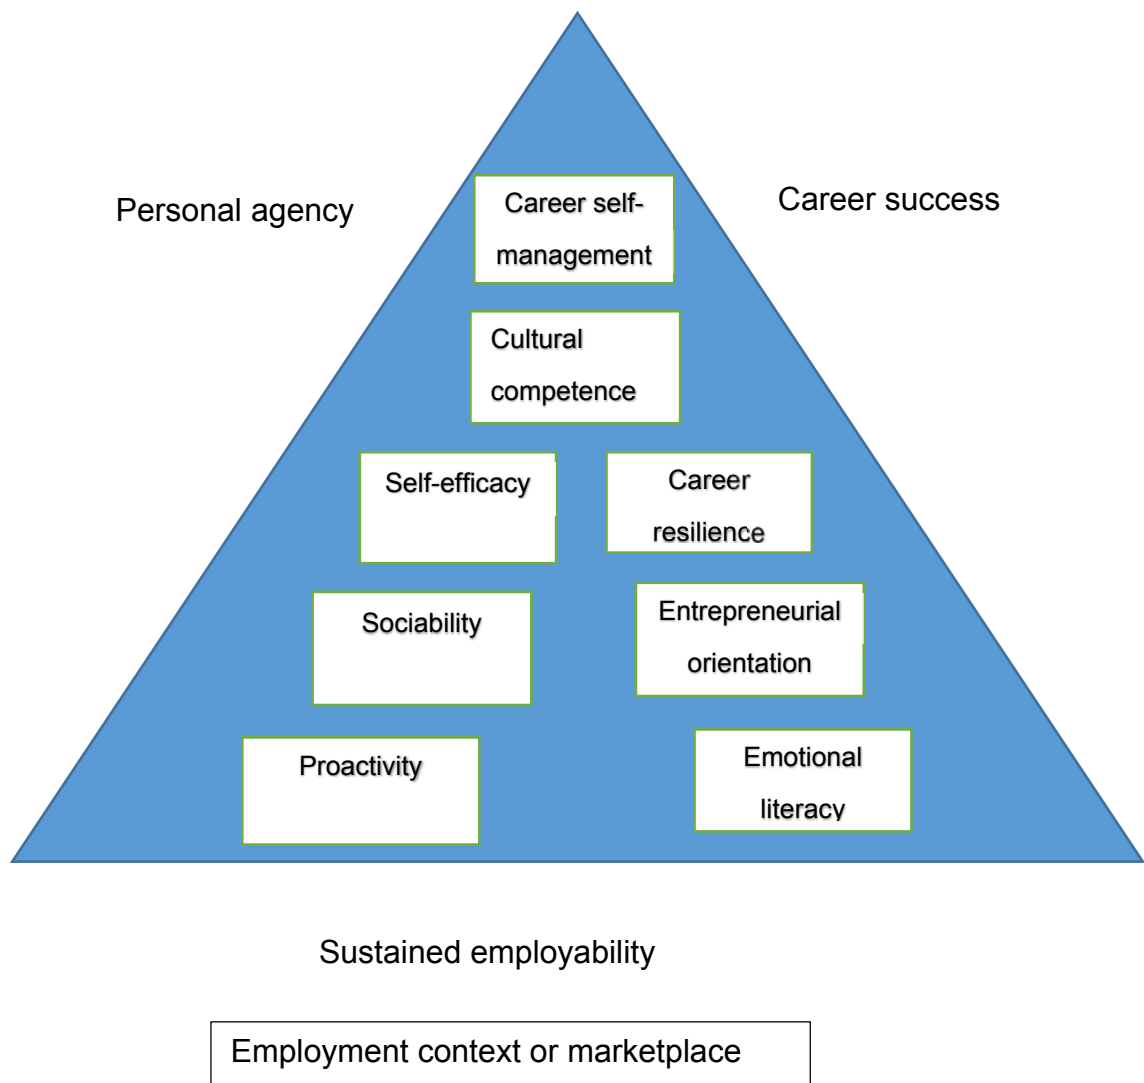 Personal agency
Career success
Career self-
management
Cultural
competence
Self-efficacy
Career
resilience
Sociability
Entrepreneurial
orientation
Proactivity
Emotional
literacy
Sustained employability
Employment context or marketplace